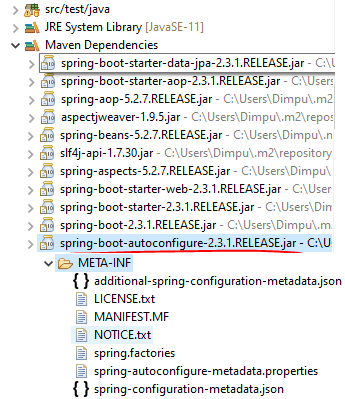 src/test/java
JRE System Library [JavaSE-11]
Maven Dependencies
spring-boot-starter-data-jpa-2.3.1.RELEASE.jar - C:
spring-boot-starter-aop-2.3.1.RELEASE.jar - C:\Us
spring-aop-5.2.7.RELEASE.jar - C:\Users\Dimpu\.m2
aspectjweaver-1.9.5.jar - C:\Users\Dimpu\.m2\repo
spring-beans-5.2.7.RELEASE.jar - C:\Users\Dimpu\.
slf4j-api-1.7.30.jar - C:\Users\Dimpu\.m2\repository
spring-aspects-5.2.7.RELEASE.jar - C:\Users\Dimpu\
spring-boot-starter-web-2.3.1.RELEASE.jar - C:\Use
spring-boot-starter-2.3.1.RELEASE.jar - C:\Users\Di
spring-boot-2.3.1.RELEASE.jar - C:\Users\Dimpu\.m
spring-boot-autoconfigure-2.3.1.RELEASE.jar - C:\U
META-INF
additional-spring-configuration-metadata.json
LICENSE.txt
MANIFEST.MF
NOTICE.txt
spring.factories
spring-autoconfigure-metadata.properties
spring-configuration-metadata.json